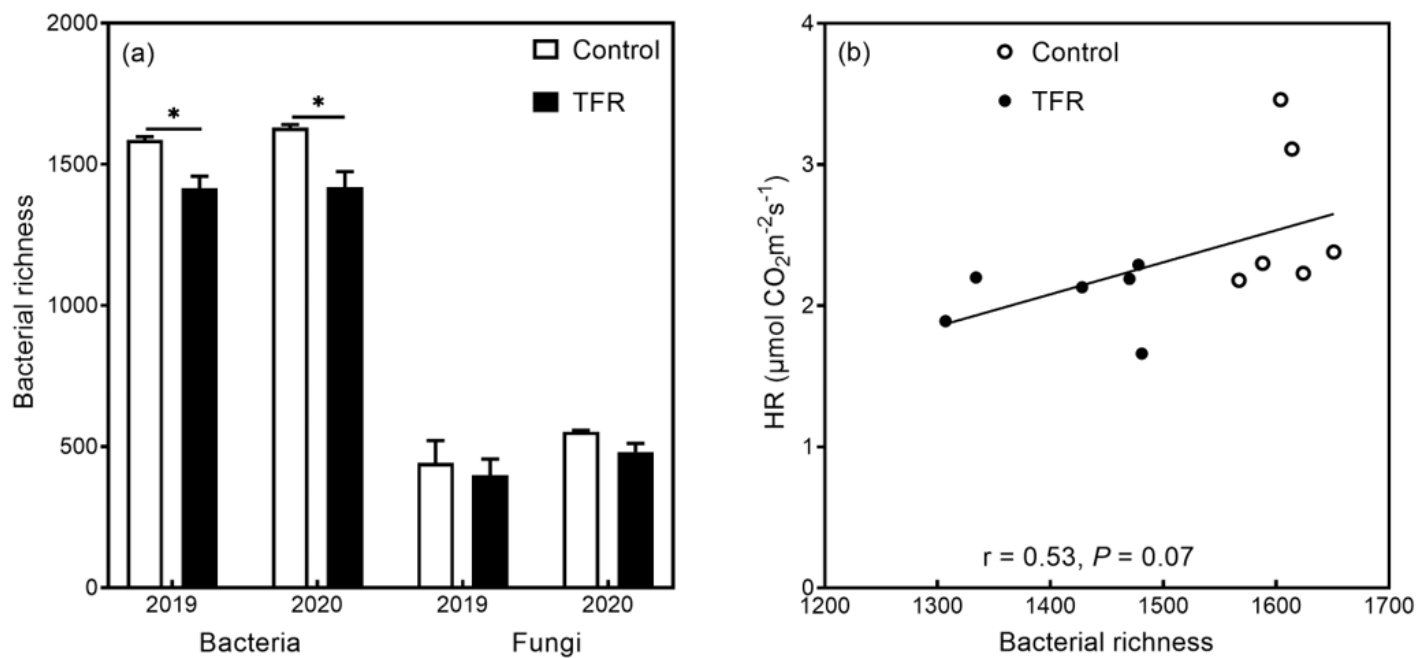 (a)
Control
TFR
*
*
Bacterial richness
2000
1500
1000
500
0
2019
2020
2019
2020
Bacteria
Fungi
(b)
Control
TFR
HR (µmol CO₂m⁻²s⁻¹)
4
3
2
1
0
r = 0.53, P = 0.07
1200
1300
1400
1500
1600
1700
Bacterial richness